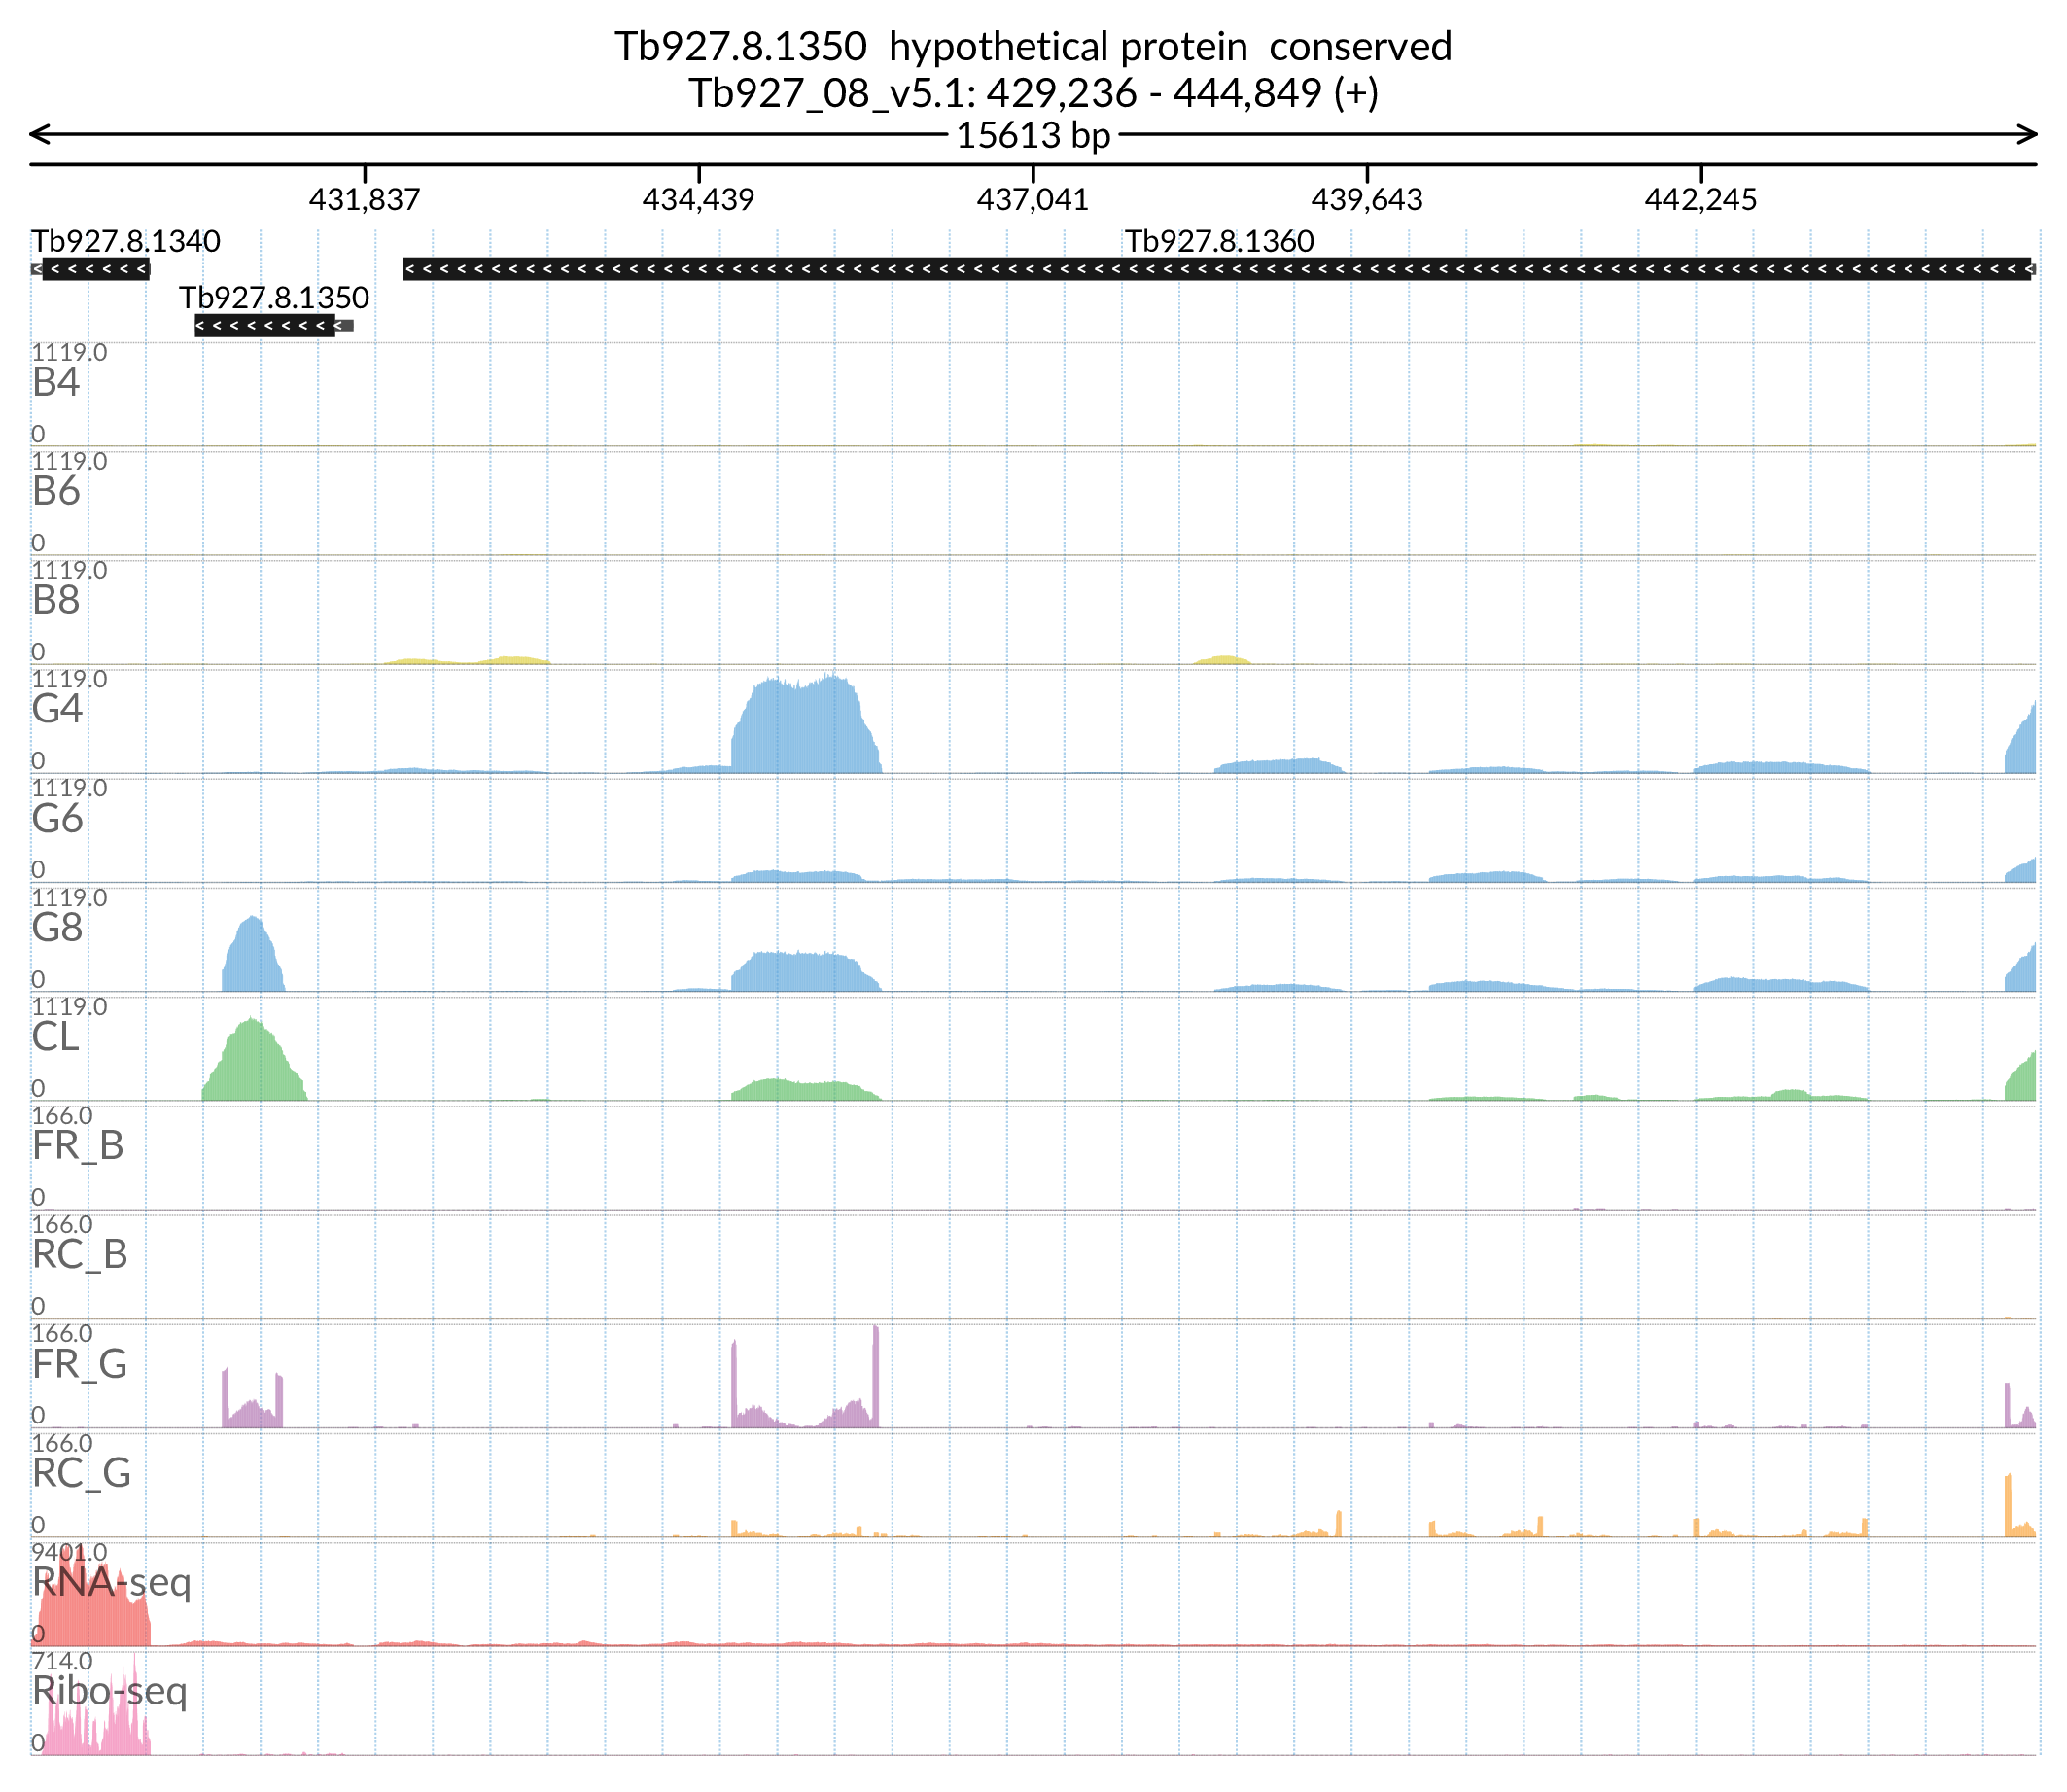 Tb927.8.1350  hypothetical protein  conserved
Tb927_08_v5.1: 429,236 - 444,849 (+)
15613 bp
431,837 434,439 437,041 439,643 442,245
Tb927.8.1340 Tb927.8.1360
Tb927.8.1350
1119.0
B4
0
1119.0
B6
0
1119.0
B8
0
1119.0
G4
0
1119.0
G6
0
1119.0
G8
0
1119.0
CL
0
166.0
FR_B
0
166.0
RC_B
0
166.0
FR_G
0
166.0
RC_G
0
9401.0
RNA-seq
0
714.0
Ribo-seq
0